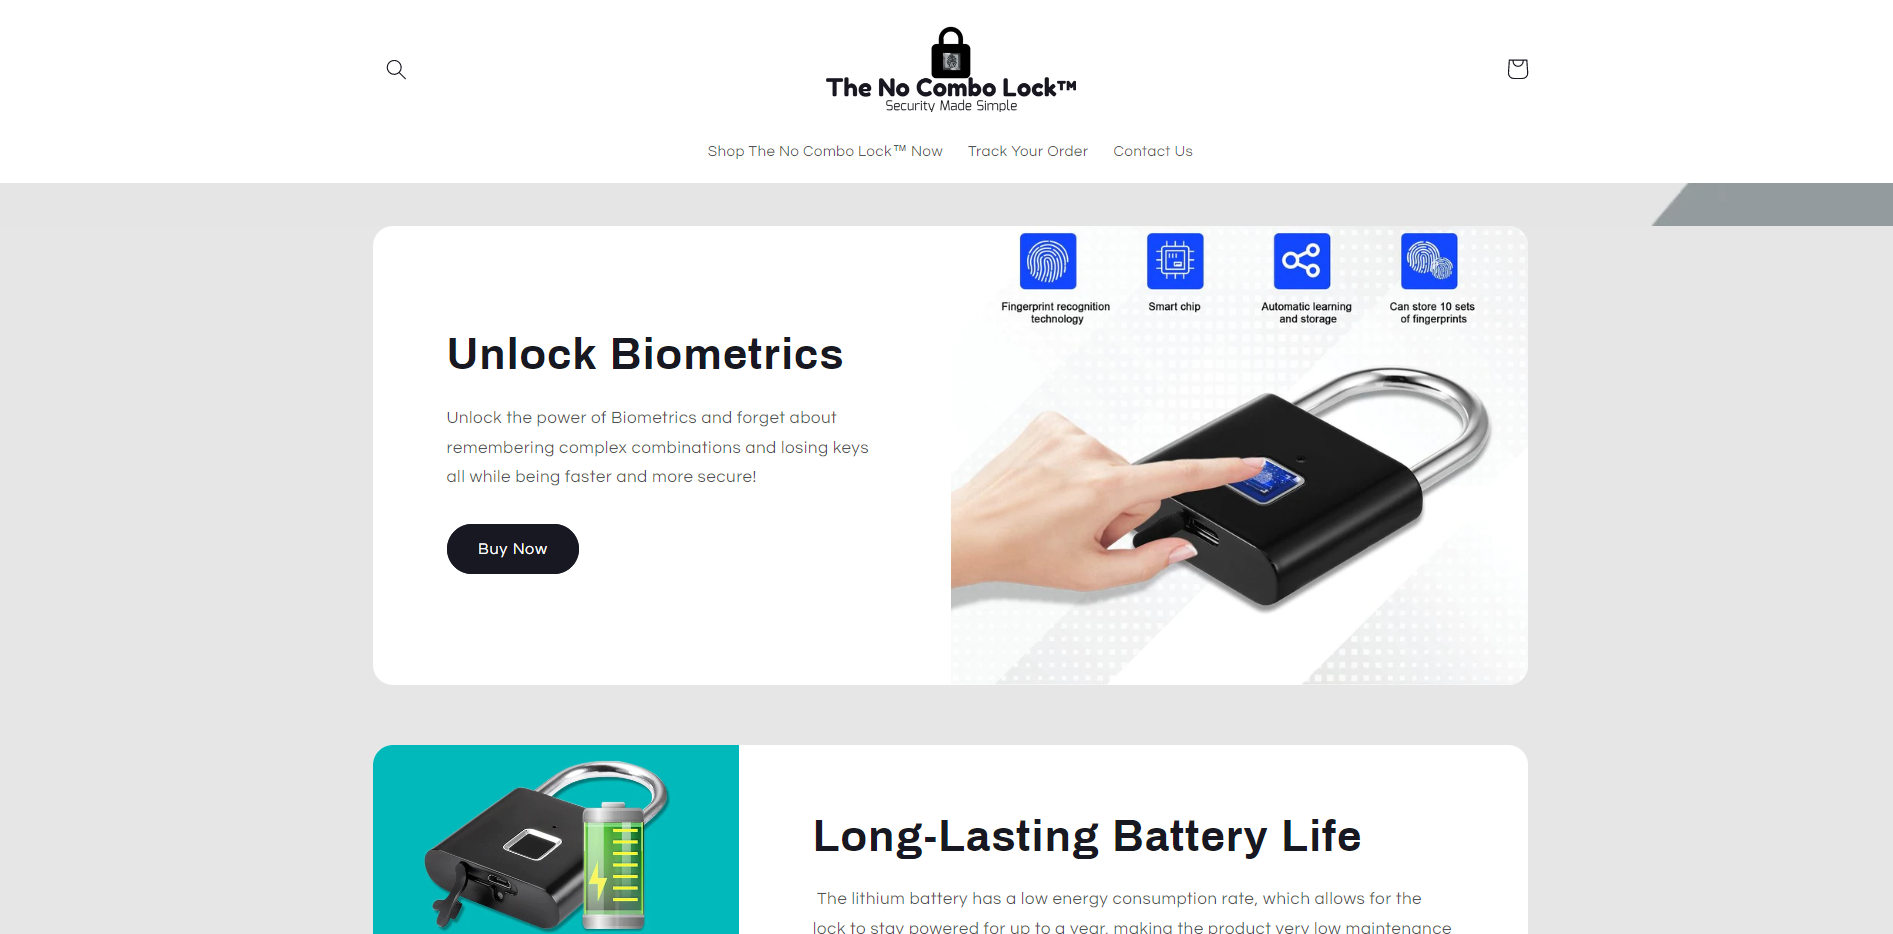 The No Combo Lock™
Security Made Simple
Shop The No Combo Lock™ Now
Track Your Order
Contact Us
Fingerprint recognition
technology
Smart chip
Automatic learning
and storage
Can store 10 sets
of fingerprints
Unlock Biometrics
Unlock the power of Biometrics and forget about
remembering complex combinations and losing keys
all while being faster and more secure!
Buy Now
Long-Lasting Battery Life
The lithium battery has a low energy consumption rate, which allows for the
lock to stay powered for up to a year, making the product very low maintenance